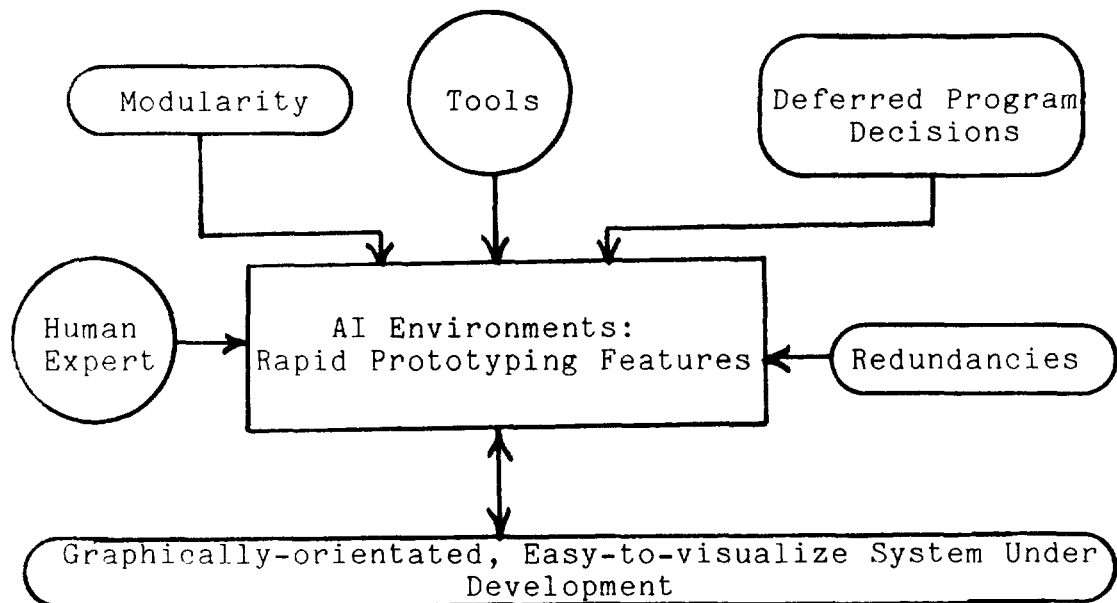 Modularity
Tools
Deferred Program
Decisions
Human
Expert
AI Environments:
Rapid Prototyping Features
Redundancies
Graphically-orientated, Easy-to-visualize System Under
Development